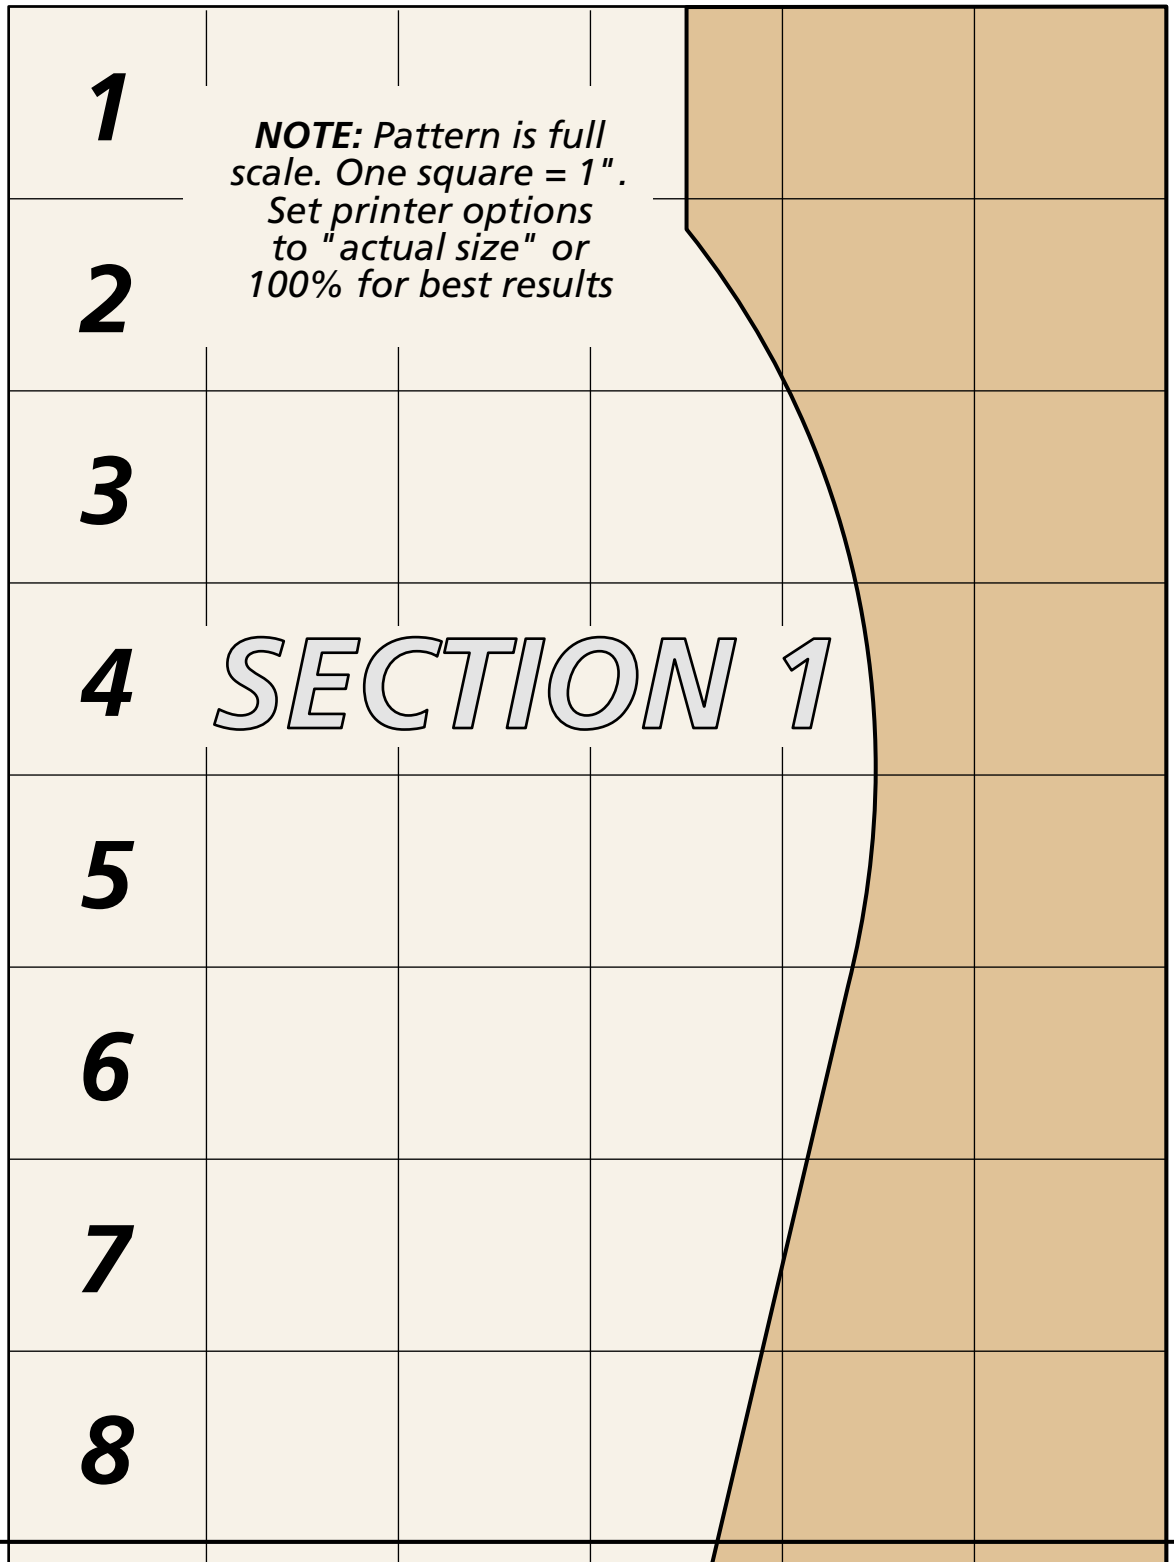 1
NOTE: Pattern is full
scale. One square = 1".
Set printer options
to "actual size" or
100% for best results
2
3
4
SECTION 1
5
6
7
8